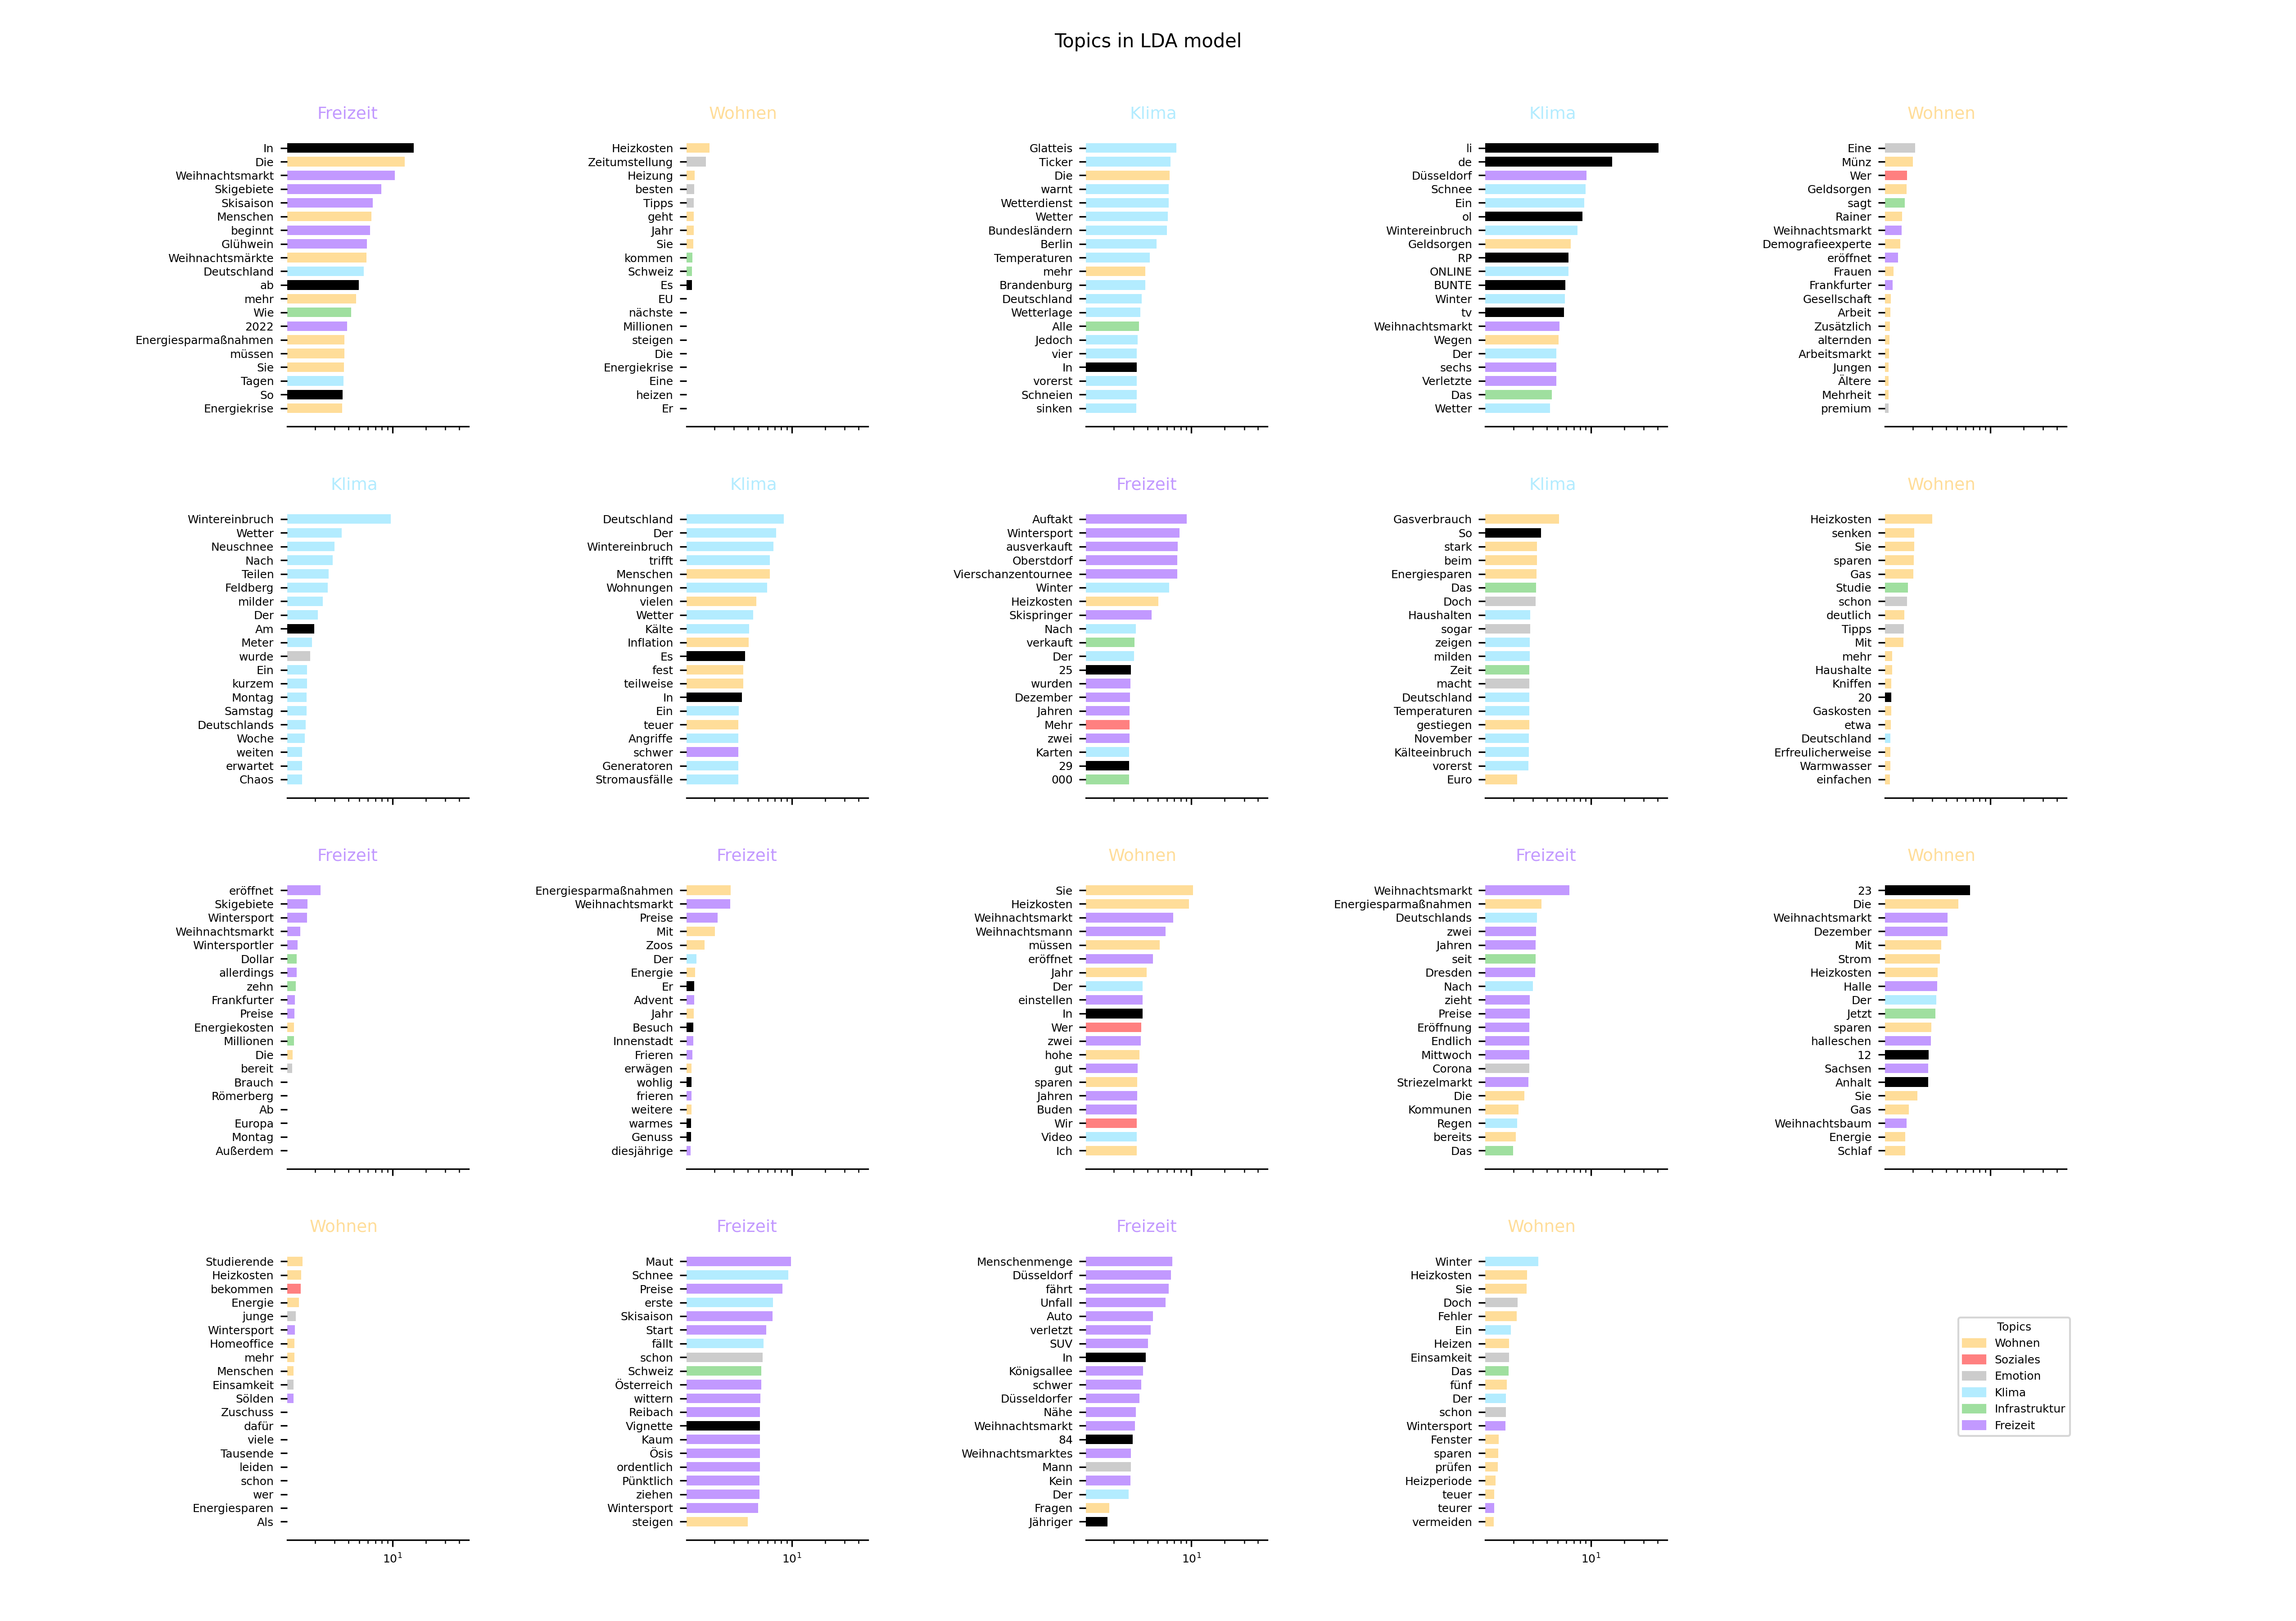 Topics in LDA model
Freizeit
In
Die
Weihnachtsmarkt
Skigebiete
Skisaison
Menschen
beginnt
Glühwein
Weihnachtsmärkte
Deutschland
ab
mehr
Wie
2022
Energiesparmaßnahmen
müssen
Sie
Tagen
So
Energiekrise
Wohnen
Heizkosten
Zeitumstellung
Heizung
besten
Tipps
geht
Jahr
Sie
kommen
Schweiz
Es
EU
nächste
Millionen
steigen
Die
Energiekrise
Eine
heizen
Er
Klima
Glatteis
Ticker
Die
warnt
Wetterdienst
Wetter
Bundesländern
Berlin
Temperaturen
mehr
Brandenburg
Deutschland
Wetterlage
Alle
Jedoch
vier
In
vorerst
Schneien
sinken
Klima
li
de
Düsseldorf
Schnee
Ein
ol
Wintereinbruch
Geldsorgen
RP
ONLINE
BUNTE
Winter
tv
Weihnachtsmarkt
Wegen
Der
sechs
Verletzte
Das
Wetter
Wohnen
Eine
Münz
Wer
Geldsorgen
sagt
Rainer
Weihnachtsmarkt
Demografieexperte
eröffnet
Frauen
Frankfurter
Gesellschaft
Arbeit
Zusätzlich
alternden
Arbeitsmarkt
Jungen
Ältere
Mehrheit
premium
Klima
Wintereinbruch
Wetter
Neuschnee
Nach
Teilen
Feldberg
milder
Der
Am
Meter
wurde
Ein
kurzem
Montag
Samstag
Deutschlands
Woche
weiten
erwartet
Chaos
Klima
Deutschland
Der
Wintereinbruch
trifft
Menschen
Wohnungen
vielen
Wetter
Kälte
Inflation
Es
fest
teilweise
In
Ein
teuer
Angriffe
schwer
Generatoren
Stromausfälle
Freizeit
Auftakt
Wintersport
ausverkauft
Oberstdorf
Vierschanzentournee
Winter
Heizkosten
Skispringer
Nach
verkauft
Der
25
wurden
Dezember
Jahren
Mehr
zwei
Karten
29
000
Klima
Gasverbrauch
So
stark
beim
Energiesparen
Das
Doch
Haushalten
sogar
zeigen
milden
Zeit
macht
Deutschland
Temperaturen
gestiegen
November
Kälteeinbruch
vorerst
Euro
Wohnen
Heizkosten
senken
Sie
sparen
Gas
Studie
schon
deutlich
Tipps
Mit
mehr
Haushalte
Kniffen
20
Gaskosten
etwa
Deutschland
Erfreulicherweise
Warmwasser
einfachen
Freizeit
eröffnet
Skigebiete
Wintersport
Weihnachtsmarkt
Wintersportler
Dollar
allerdings
zehn
Frankfurter
Preise
Energiekosten
Millionen
Die
bereit
Brauch
Römerberg
Ab
Europa
Montag
Außerdem
Freizeit
Energiesparmaßnahmen
Weihnachtsmarkt
Preise
Mit
Zoos
Der
Energie
Er
Advent
Jahr
Besuch
Innenstadt
Frieren
erwägen
wohlig
frieren
weitere
warmes
Genuss
diesjährige
Wohnen
Sie
Heizkosten
Weihnachtsmarkt
Weihnachtsmann
müssen
eröffnet
Jahr
Der
einstellen
In
Wer
zwei
hohe
gut
sparen
Jahren
Buden
Wir
Video
Ich
Freizeit
Weihnachtsmarkt
Energiesparmaßnahmen
Deutschlands
zwei
Jahren
seit
Dresden
Nach
zieht
Preise
Eröffnung
Endlich
Mittwoch
Corona
Striezelmarkt
Die
Kommunen
Regen
bereits
Das
Wohnen
23
Die
Weihnachtsmarkt
Dezember
Mit
Strom
Heizkosten
Halle
Der
Jetzt
sparen
halleschen
12
Sachsen
Anhalt
Sie
Gas
Weihnachtsbaum
Energie
Schlaf
Wohnen
Studierende
Heizkosten
bekommen
Energie
junge
Wintersport
Homeoffice
mehr
Menschen
Einsamkeit
Sölden
Zuschuss
dafür
viele
Tausende
leiden
schon
wer
Energiesparen
Als
10¹
Freizeit
Maut
Schnee
Preise
erste
Skisaison
Start
fällt
schon
Schweiz
Österreich
wittern
Reibach
Vignette
Kaum
Ösis
ordentlich
Pünktlich
ziehen
Wintersport
steigen
10¹
Freizeit
Menschenmenge
Düsseldorf
fährt
Unfall
Auto
verletzt
SUV
In
Königsallee
schwer
Düsseldorfer
Nähe
Weihnachtsmarkt
84
Weihnachtsmarktes
Mann
Kein
Der
Fragen
Jähriger
10¹
Wohnen
Winter
Heizkosten
Sie
Doch
Fehler
Ein
Heizen
Einsamkeit
Das
fünf
Der
schon
Wintersport
Fenster
sparen
prüfen
Heizperiode
teuer
teurer
vermeiden
10¹
Topics
Wohnen
Soziales
Emotion
Klima
Infrastruktur
Freizeit